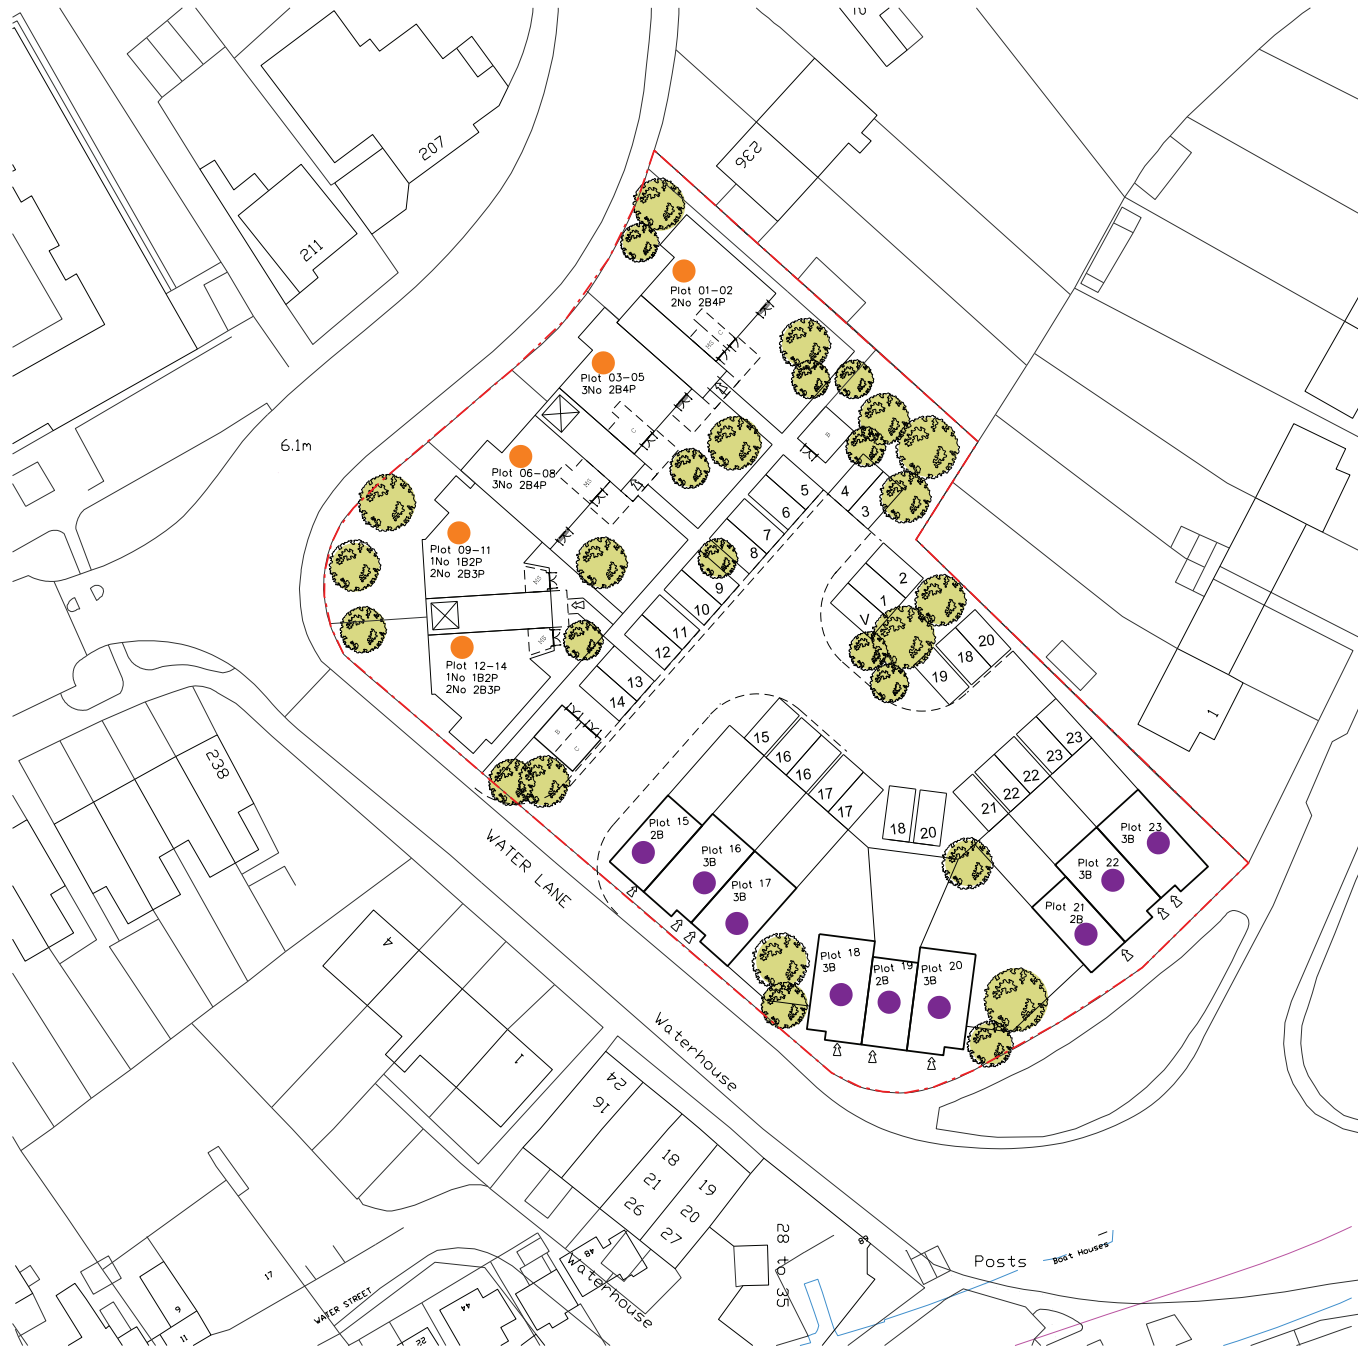 207
211
236
6.1m
Plot 01-02
2No 2B4P
Plot 03-05
3No 2B4P
Plot 06-08
3No 2B4P
Plot 09-11
1No 1B2P
2No 2B3P
Plot 12-14
1No 1B2P
2No 2B3P
C
MS
C
MS
MS
MS
B
B
C
5
4
6
3
7
8
9
10
11
12
13
14
2
1
V
20
18
19
15
16
16
17
17
18
20
23
23
22
22
21
1
238
Plot 15
2B
Plot 16
3B
Plot 17
3B
Plot 18
3B
Plot 19
2B
Plot 20
3B
Plot 21
2B
Plot 22
3B
Plot 23
3B
WATER LANE
4
1
Waterhouse
24
16
18
21
26
19
20
27
28 to 35
48
Waterhouse
Posts
Boat Houses
17
9
11
WATER STREET
44
22